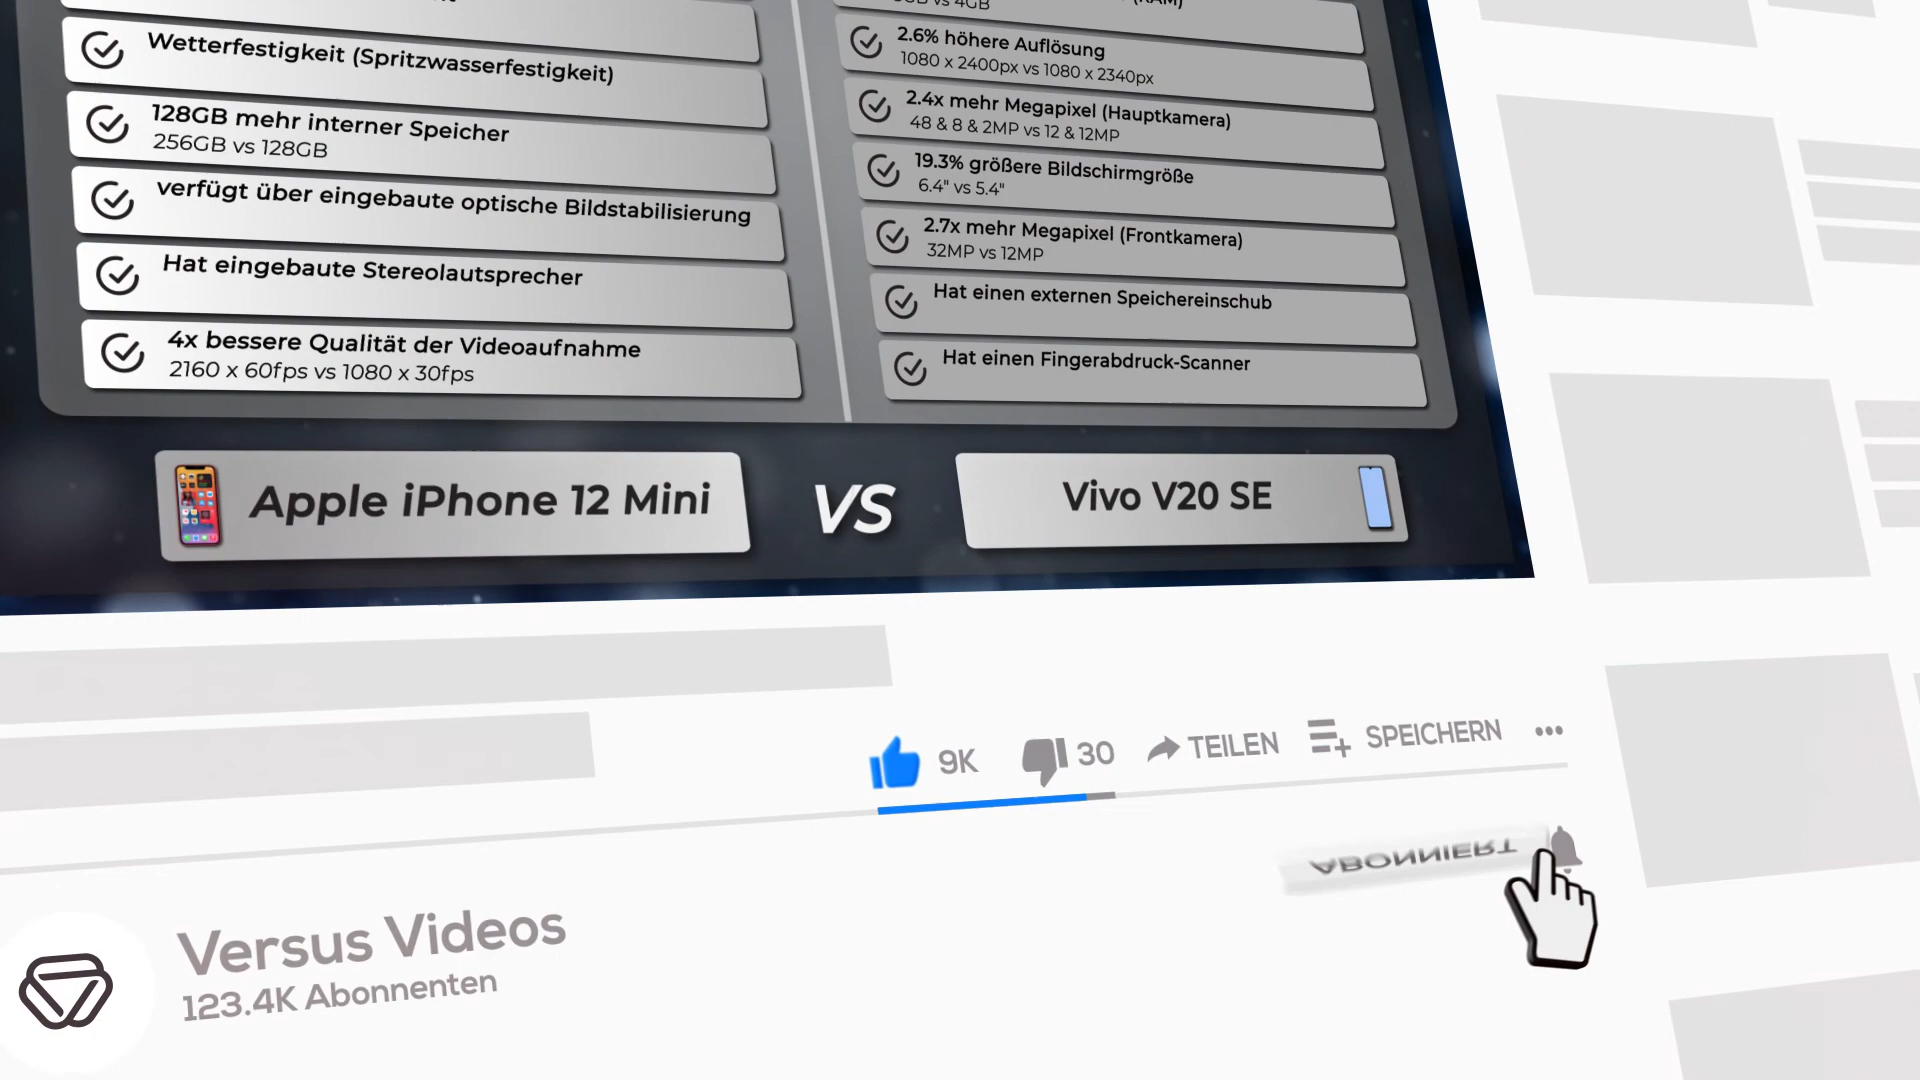 Wetterfestigkeit (Spritzwasserfestigkeit)
128GB mehr interner Speicher
256GB vs 128GB
verfügt über eingebaute optische Bildstabilisierung
Hat eingebaute Stereolautsprecher
4x bessere Qualität der Videoaufnahme
2160 x 60fps vs 1080 x 30fps
vs 4GB
2.6% höhere Auflösung
1080 x 2400px vs 1080 x 2340px
2.4x mehr Megapixel (Hauptkamera)
48 & 8 & 2MP vs 12 & 12MP
19.3% größere Bildschirmgröße
6.4" vs 5.4"
2.7x mehr Megapixel (Frontkamera)
32MP vs 12MP
Hat einen externen Speichereinschub
Hat einen Fingerabdruck-Scanner
Apple iPhone 12 Mini
VS
Vivo V20 SE
9K
30
TEILEN
SPEICHERN
ABONNIERT
Versus Videos
123.4K Abonnenten